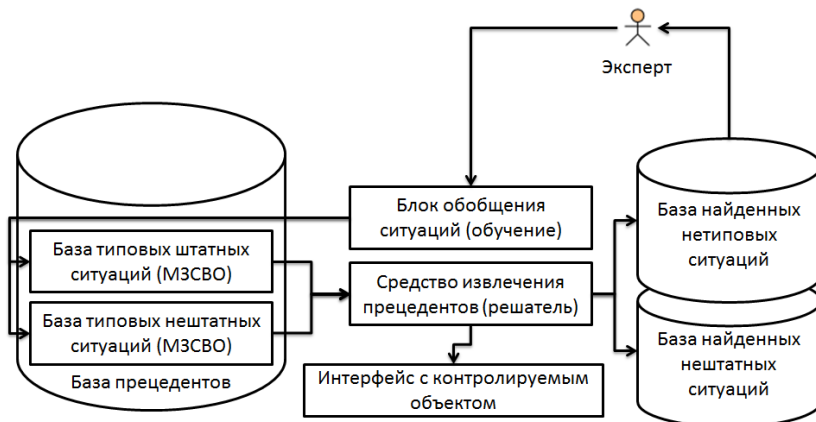 Эксперт
Блок обобщения
ситуаций (обучение)
База типовых штатных
ситуаций (МЗСВО)
База типовых нештатных
ситуаций (МЗСВО)
База прецедентов
Средство извлечения
прецедентов (решатель)
Интерфейс с контролируемым
объектом
База найденных
нетиповых
ситуаций
База найденных
нештатных
ситуаций